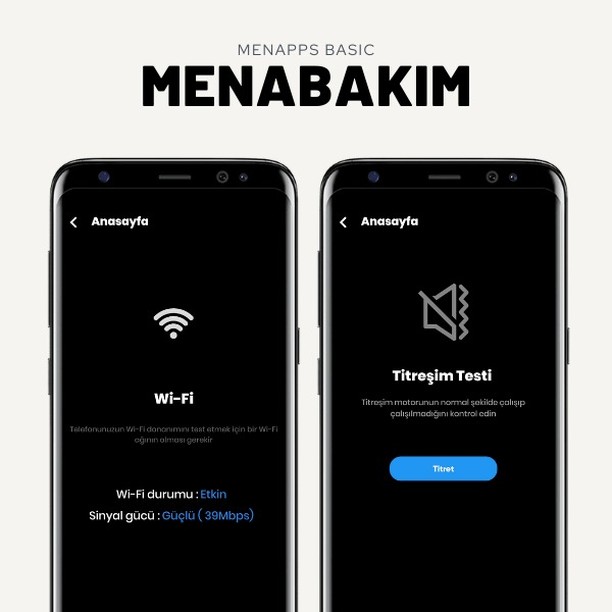 MENAPPS BASIC
MENABAKIM
Anasayfa
Wi-Fi
Telefonunuzun Wi-Fi donanımını test etmek için bir Wi-Fi
ağının olması gerekir
Wi-Fi durumu : Etkin
Sinyal gücü : Güçlü ( 39Mbps)
Anasayfa
Titreşim Testi
Titreşim motorunun normal şekilde çalışıp
çalışılmadığını kontrol edin
Titret